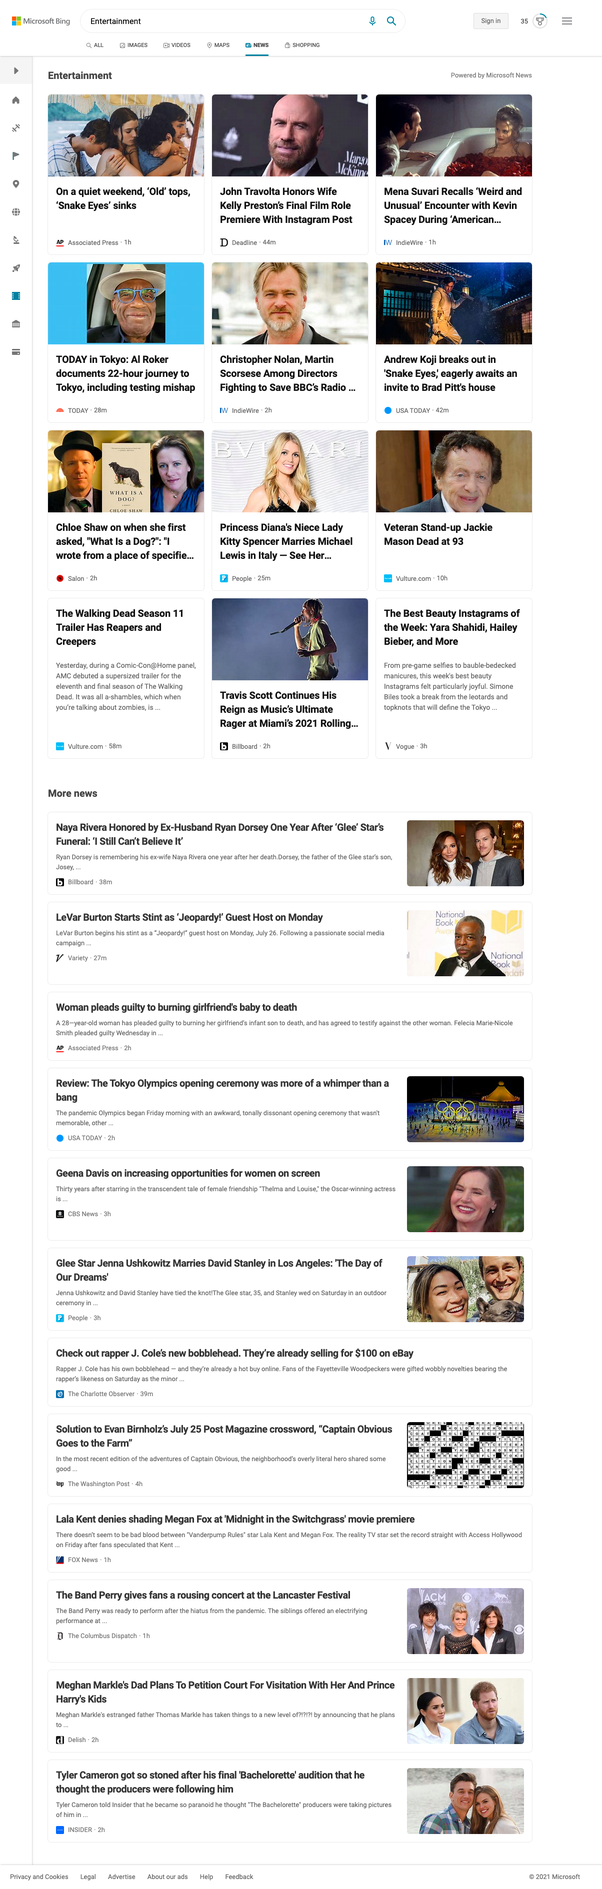 Microsoft Bing
Entertainment
Sign in
35
ALL
IMAGES
VIDEOS
MAPS
NEWS
SHOPPING
Entertainment
Powered by Microsoft News
On a quiet weekend, ‘Old’ tops,
‘Snake Eyes’ sinks
AP Associated Press · 1h
John Travolta Honors Wife
Kelly Preston’s Final Film Role
Premiere With Instagram Post
D Deadline · 44m
Mena Suvari Recalls ‘Weird and
Unusual’ Encounter with Kevin
Spacey During ‘American...
IW IndieWire · 1h
TODAY in Tokyo: Al Roker
documents 22-hour journey to
Tokyo, including testing mishap
TODAY · 28m
Christopher Nolan, Martin
Scorsese Among Directors
Fighting to Save BBC’s Radio ...
IW IndieWire · 2h
Andrew Koji breaks out in
'Snake Eyes,' eagerly awaits an
invite to Brad Pitt's house
USA TODAY · 42m
WHAT IS A
DOG?
CHLOE SHAW
Chloe Shaw on when she first
asked, "What Is a Dog?": "I
wrote from a place of specifie...
Salon · 2h
BVLGARI
Princess Diana's Niece Lady
Kitty Spencer Marries Michael
Lewis in Italy — See Her...
People · 25m
Veteran Stand-up Jackie
Mason Dead at 93
Vulture.com · 10h
The Walking Dead Season 11
Trailer Has Reapers and
Creepers
Yesterday, during a Comic-Con@Home panel,
AMC debuted a supersized trailer for the
eleventh and final season of The Walking
Dead. It was all a-shambles, which when
you're talking about zombies, is ...
Vulture.com · 58m
Travis Scott Continues His
Reign as Music's Ultimate
Rager at Miami's 2021 Rolling...
b Billboard · 2h
The Best Beauty Instagrams of
the Week: Yara Shahidi, Hailey
Bieber, and More
From pre-game selfies to bauble-bedecked
manicures, this week's best beauty
Instagrams felt particularly joyful. Simone
Biles took a break from the leotards and
topknots that will define the Tokyo ...
Vogue · 3h
More news
Naya Rivera Honored by Ex-Husband Ryan Dorsey One Year After ‘Glee’ Star's
Funeral: ‘I Still Can't Believe It’
Ryan Dorsey is remembering his ex-wife Naya Rivera one year after her death.Dorsey, the father of the Glee star's son,
Josey, ...
b Billboard · 38m
LeVar Burton Starts Stint as ‘Jeopardy!’ Guest Host on Monday
LeVar Burton begins his stint as a "Jeopardy!" guest host on Monday, July 26. Following a passionate social media
campaign ...
V Variety · 27m
National
Book
Woman pleads guilty to burning girlfriend's baby to death
A 28-year-old woman has pleaded guilty to burning her girlfriend's infant son to death, and has agreed to testify against the other woman. Felecia Marie-Nicole
Smith pleaded guilty Wednesday in ...
AP Associated Press · 2h
Review: The Tokyo Olympics opening ceremony was more of a whimper than a
bang
The pandemic Olympics began Friday morning with an awkward, tonally dissonant opening ceremony that wasn't
memorable, other ...
USA TODAY · 2h
Geena Davis on increasing opportunities for women on screen
Thirty years after starring in the transcendent tale of female friendship "Thelma and Louise," the Oscar-winning actress
is ...
CBS News · 3h
Glee Star Jenna Ushkowitz Marries David Stanley in Los Angeles: 'The Day of
Our Dreams'
Jenna Ushkowitz and David Stanley have tied the knot!The Glee star, 35, and Stanley wed on Saturday in an outdoor
ceremony in ...
People · 3h
Check out rapper J. Cole's new bobblehead. They're already selling for $100 on eBay
Rapper J. Cole has his own bobblehead — and they're already a hot buy online. Fans of the Fayetteville Woodpeckers were gifted wobbly novelties bearing the
rapper's likeness on Saturday as the minor ...
The Charlotte Observer · 39m
Solution to Evan Birnholz's July 25 Post Magazine crossword, “Captain Obvious
Goes to the Farm”
In the most recent edition of the adventures of Captain Obvious, the neighborhood's overly literal hero shared some
good ...
wp The Washington Post · 4h
Lala Kent denies shading Megan Fox at 'Midnight in the Switchgrass' movie premiere
There doesn't seem to be bad blood between "Vanderpump Rules" star Lala Kent and Megan Fox. The reality TV star set the record straight with Access Hollywood
on Friday after fans speculated that Kent ...
FOX News · 1h
The Band Perry gives fans a rousing concert at the Lancaster Festival
The Band Perry was ready to perform after the hiatus from the pandemic. The siblings offered an electrifying
performance at ...
The Columbus Dispatch · 1h
ACM
Meghan Markle's Dad Plans To Petition Court For Visitation With Her And Prince
Harry's Kids
Meghan Markle's estranged father Thomas Markle has taken things to a new level of?!?!?! by announcing that he plans
to ...
d Delish · 2h
Tyler Cameron got so stoned after his final 'Bachelorette' audition that he
thought the producers were following him
Tyler Cameron told Insider that he became so paranoid he thought "The Bachelorette" producers were taking pictures
of him in ...
INSIDER · 2h
Privacy and Cookies
Legal
Advertise
About our ads
Help
Feedback
© 2021 Microsoft